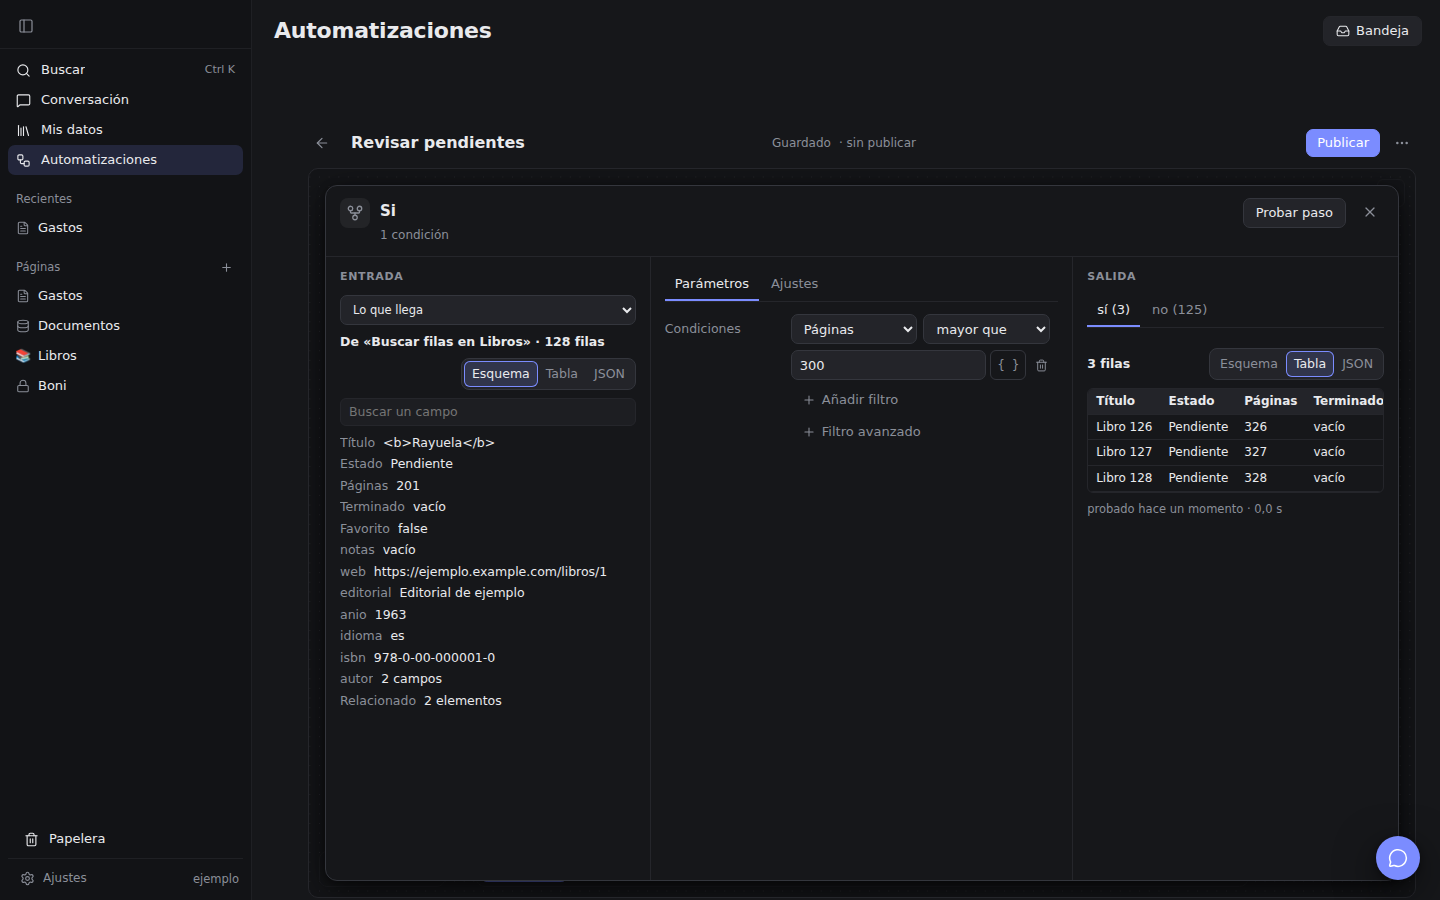 Automatizaciones
Bandeja
Buscar Ctrl K
Conversación
Mis datos
Automatizaciones
Recientes
Gastos
Páginas
Gastos
Documentos
Libros
Boni
Papelera
Ajustes ejemplo
Revisar pendientes
Guardado · sin publicar
Publicar
Si
1 condición
Probar paso
ENTRADA
Lo que llega
De «Buscar filas en Libros» · 128 filas
Esquema Tabla JSON
Buscar un campo
Título <b>Rayuela</b>
Estado Pendiente
Páginas 201
Terminado vacío
Favorito false
notas vacío
web https://ejemplo.example.com/libros/1
editorial Editorial de ejemplo
anio 1963
idioma es
isbn 978-0-00-000001-0
autor 2 campos
Relacionado 2 elementos
Parámetros Ajustes
Condiciones Páginas mayor que
300 { }
Añadir filtro
Filtro avanzado
SALIDA
sí (3) no (125)
3 filas Esquema Tabla JSON
Título Estado Páginas Terminado
Libro 126 Pendiente 326 vacío
Libro 127 Pendiente 327 vacío
Libro 128 Pendiente 328 vacío
probado hace un momento · 0,0 s